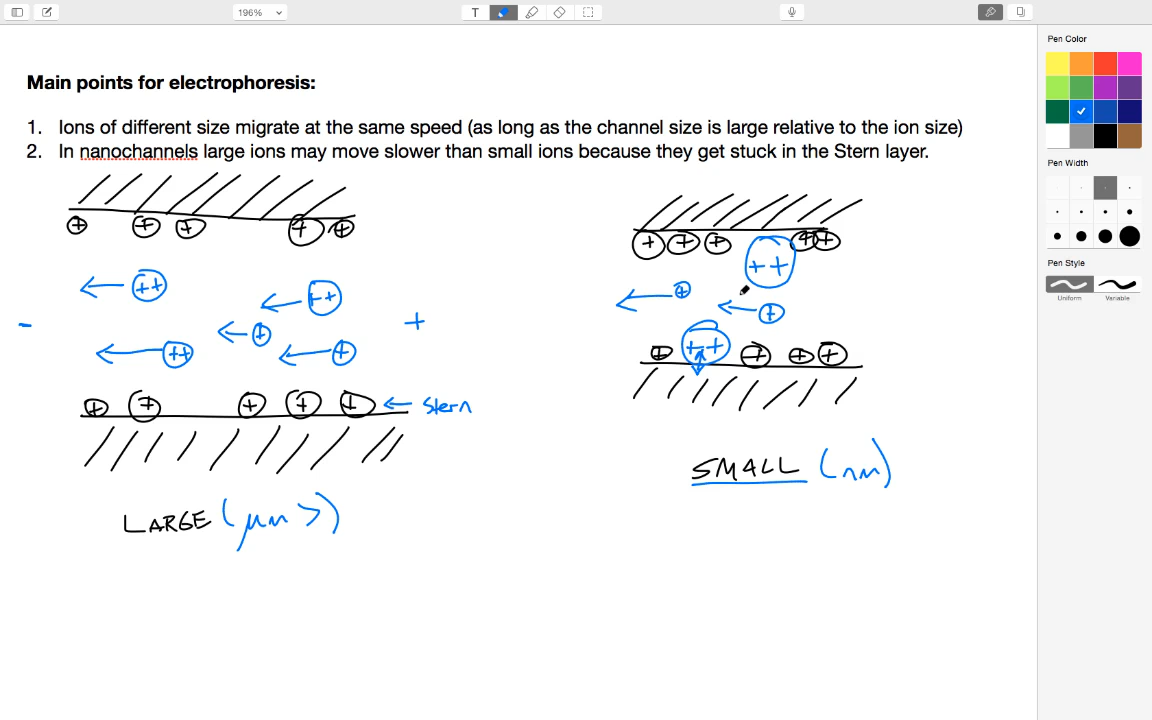 196%
T
Pen Color
Main points for electrophoresis:
1. Ions of different size migrate at the same speed (as long as the channel size is large relative to the ion size)
2. In nanochannels large ions may move slower than small ions because they get stuck in the Stern layer.
Pen Width
Pen Style
Uniform Variable
+ + + + +
+ + + + +
++
++
++
+
-
+
++
+
+
+
++
+
+ + + + +
+ + + + +
Stern
SMALL (nm)
LARGE (μm >)